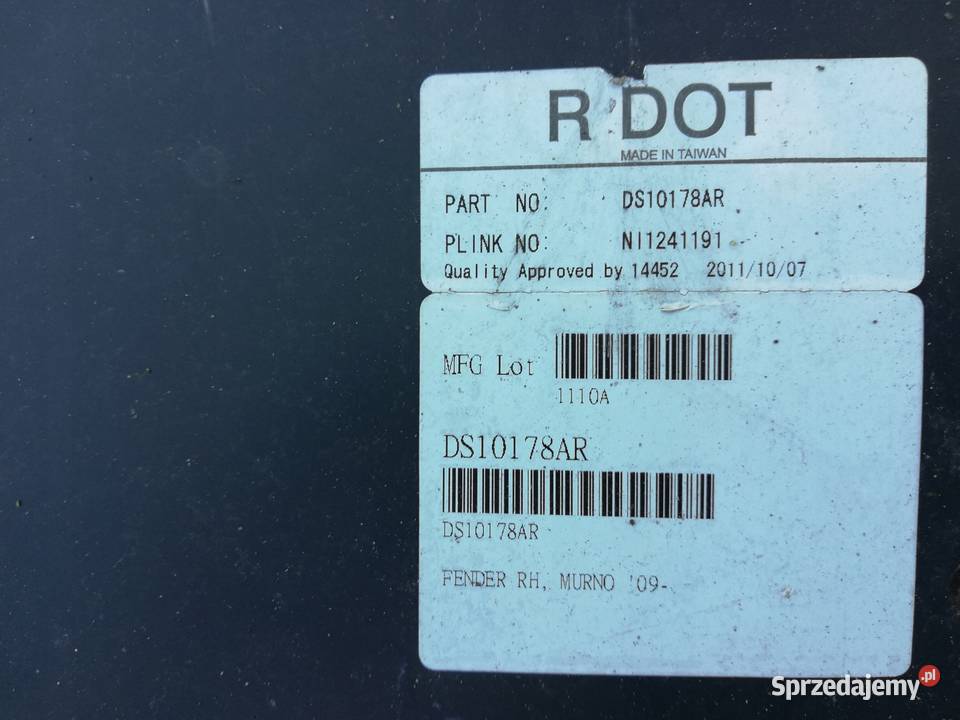 R DOT
MADE IN TAIWAN
PART NO: DS10178AR
PLINK NO: NI1241191
Quality Approved by 14452 2011/10/07
MFG Lot
1110A
DS10178AR
DS10178AR
FENDER RH, MURNO '09-
Sprzedajemy.pl